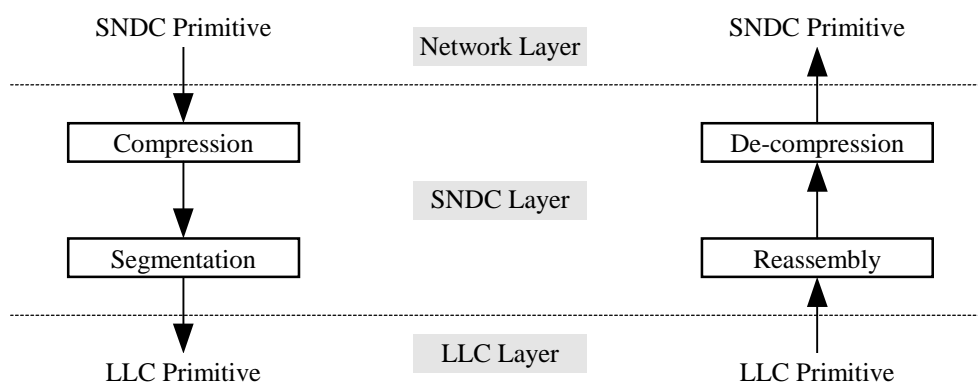 SNDC Primitive
Network Layer
SNDC Primitive
Compression
De-compression
SNDC Layer
Segmentation
Reassembly
LLC Layer
LLC Primitive
LLC Primitive